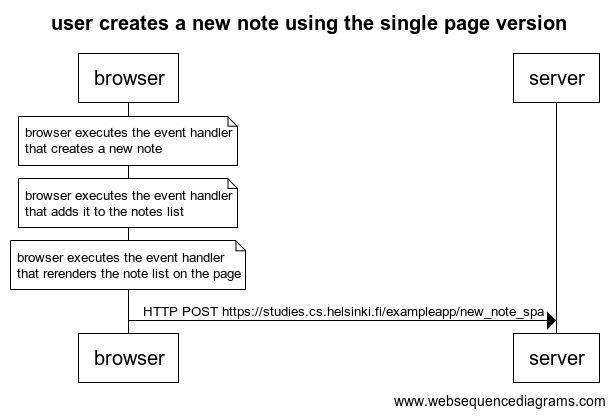 user creates a new note using the single page version
browser
server
browser executes the event handler
that creates a new note
browser executes the event handler
that adds it to the notes list
browser executes the event handler
that rerenders the note list on the page
HTTP POST https://studies.cs.helsinki.fi/exampleapp/new_note_spa
browser
server
www.websequencediagrams.com